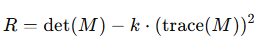 R = det(M) − k · (trace(M))²